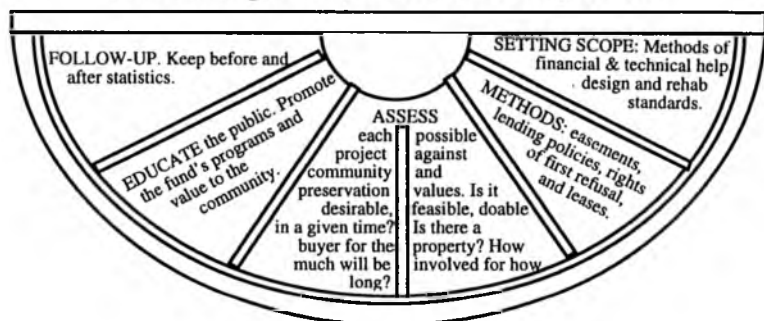 FOLLOW-UP. Keep before and
after statistics.
EDUCATE the public. Promote
the fund's programs and
value to the
community.
ASSESS
each possible
project against
community and
preservation values. Is it
desirable, feasible, doable
in a given time? Is there a
buyer for the property? How
much will be involved for how
long?
METHODS: easements,
lending policies, rights
of first refusal,
and leases.
SETTING SCOPE: Methods of
financial & technical help
design and rehab
standards.